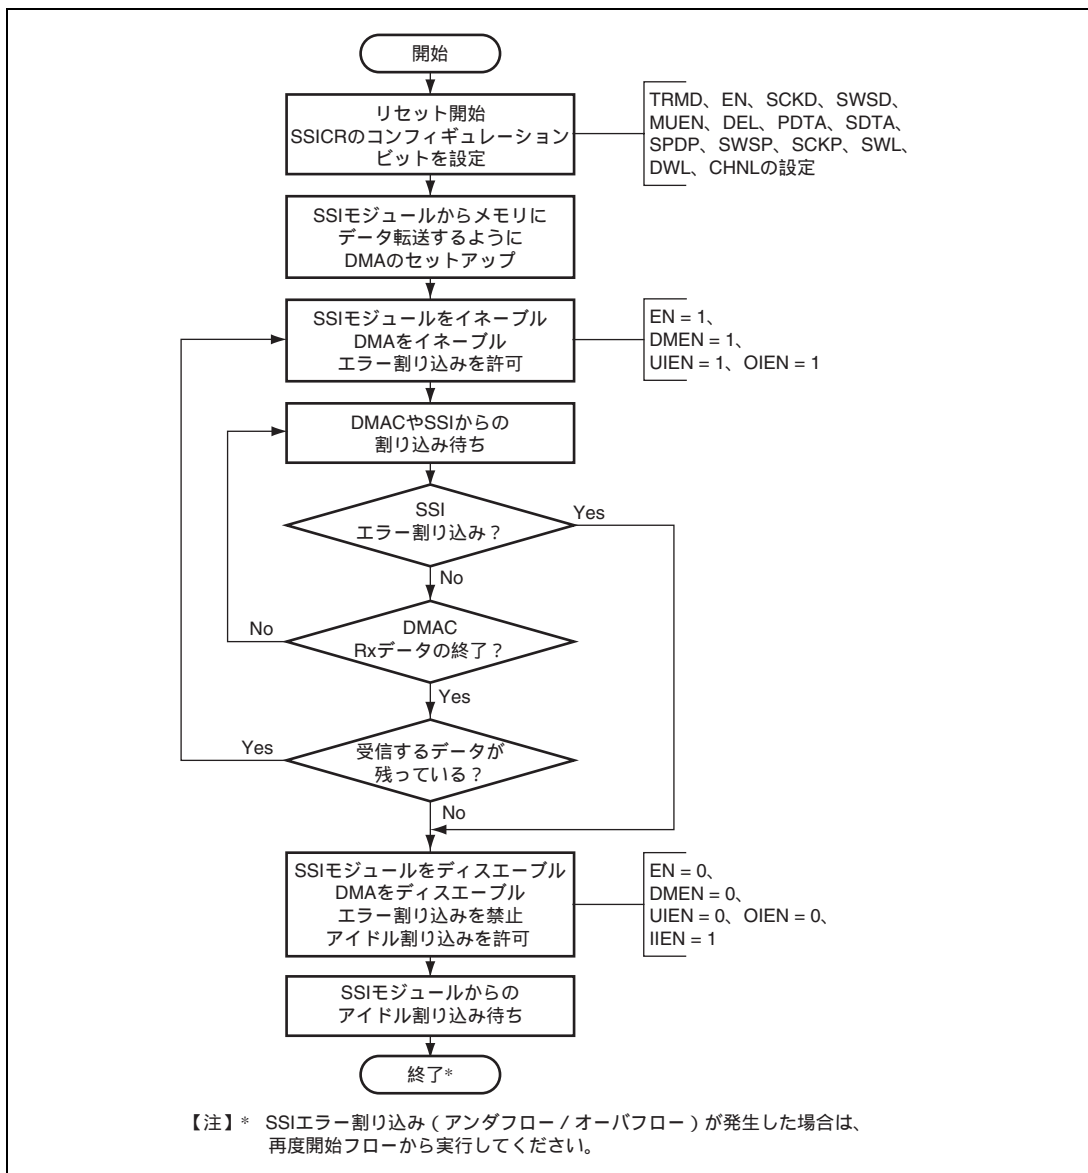 開始
リセット開始
SSICRのコンフィギュレーション
ビットを設定
TRMD、EN、SCKD、SWSD、
MUEN、DEL、PDTA、SDTA、
SPDP、SWSP、SCKP、SWL、
DWL、CHNLの設定
SSIモジュールからメモリに
データ転送するように
DMAのセットアップ
SSIモジュールをイネーブル
DMAをイネーブル
エラー割り込みを許可
EN = 1、
DMEN = 1、
UIEN = 1、OIEN = 1
DMACやSSIからの
割り込み待ち
SSI
エラー割り込み？
Yes
No
DMAC
Rxデータの終了？
No
Yes
受信するデータが
残っている？
Yes
No
SSIモジュールをディスエーブル
DMAをディスエーブル
エラー割り込みを禁止
アイドル割り込みを許可
EN = 0、
DMEN = 0、
UIEN = 0、OIEN = 0、
IIEN = 1
SSIモジュールからの
アイドル割り込み待ち
終了*
【注】* SSIエラー割り込み（アンダフロー / オーバフロー）が発生した場合は、
再度開始フローから実行してください。